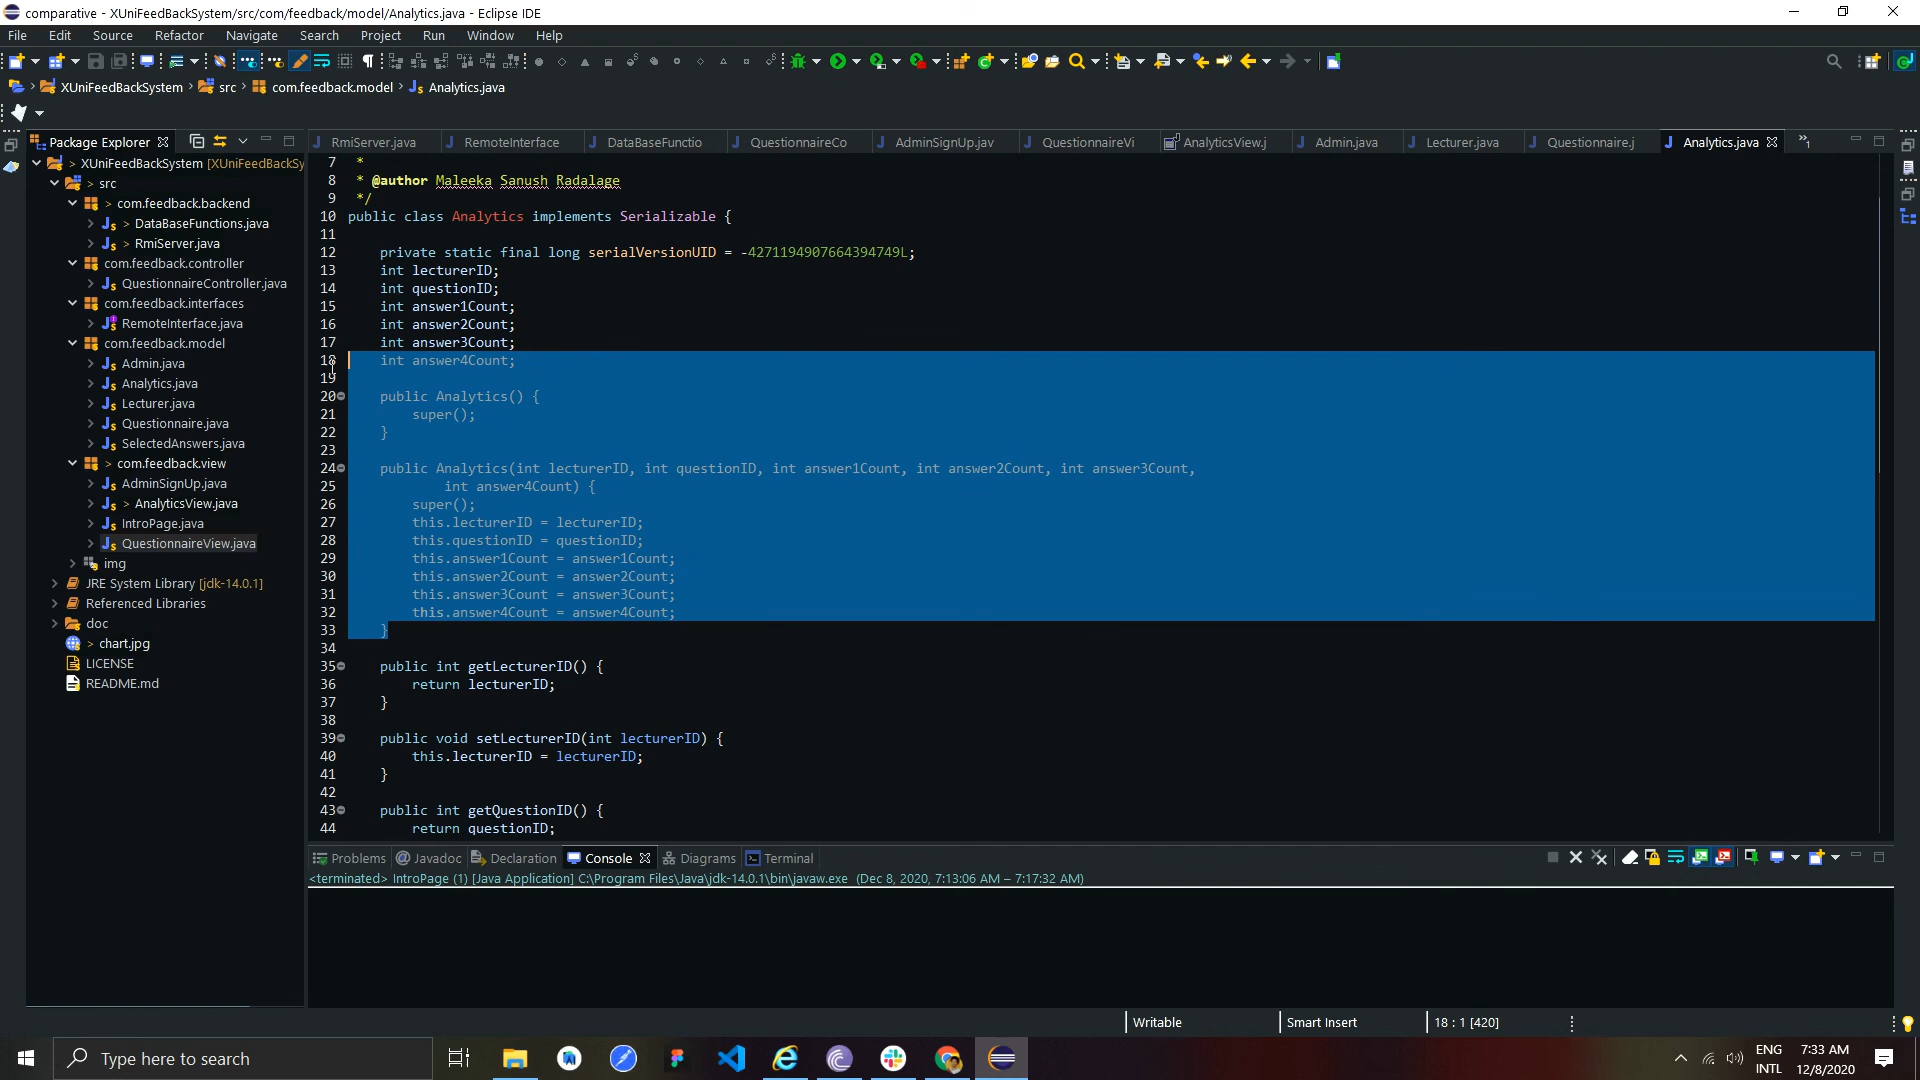 comparative - XUniFeedBackSystem/src/com/feedback/model/Analytics.java - Eclipse IDE
File Edit Source Refactor Navigate Search Project Run Window Help
XUniFeedBackSystem src com.feedback.model Analytics.java
Package Explorer
RmiServer.java RemoteInterface DataBaseFunctio QuestionnaireCo AdminSignUp.jav QuestionnaireVi AnalyticsView.j Admin.java Lecturer.java Questionnaire.j Analytics.java »1
> XUniFeedBackSystem [XUniFeedBackSy
> src
> com.feedback.backend
> DataBaseFunctions.java
> RmiServer.java
com.feedback.controller
QuestionnaireController.java
com.feedback.interfaces
RemoteInterface.java
com.feedback.model
Admin.java
Analytics.java
Lecturer.java
Questionnaire.java
SelectedAnswers.java
> com.feedback.view
AdminSignUp.java
> AnalyticsView.java
IntroPage.java
QuestionnaireView.java
img
JRE System Library [jdk-14.0.1]
Referenced Libraries
doc
> chart.jpg
LICENSE
README.md
7 *
8 * @author Maleeka Sanush Radalage
9 */
10 public class Analytics implements Serializable {
11
12 private static final long serialVersionUID = -4271194907664394749L;
13 int lecturerID;
14 int questionID;
15 int answer1Count;
16 int answer2Count;
17 int answer3Count;
18 int answer4Count;
19
20 public Analytics() {
21 super();
22 }
23
24 public Analytics(int lecturerID, int questionID, int answer1Count, int answer2Count, int answer3Count,
25 int answer4Count) {
26 super();
27 this.lecturerID = lecturerID;
28 this.questionID = questionID;
29 this.answer1Count = answer1Count;
30 this.answer2Count = answer2Count;
31 this.answer3Count = answer3Count;
32 this.answer4Count = answer4Count;
33 }
34
35 public int getLecturerID() {
36 return lecturerID;
37 }
38
39 public void setLecturerID(int lecturerID) {
40 this.lecturerID = lecturerID;
41 }
42
43 public int getQuestionID() {
44 return questionID;
Problems Javadoc Declaration Console Diagrams Terminal
<terminated> IntroPage (1) [Java Application] C:\Program Files\Java\jdk-14.0.1\bin\javaw.exe (Dec 8, 2020, 7:13:06 AM – 7:17:32 AM)
Writable Smart Insert 18 : 1 [420]
Type here to search
ENG
INTL
7:33 AM
12/8/2020